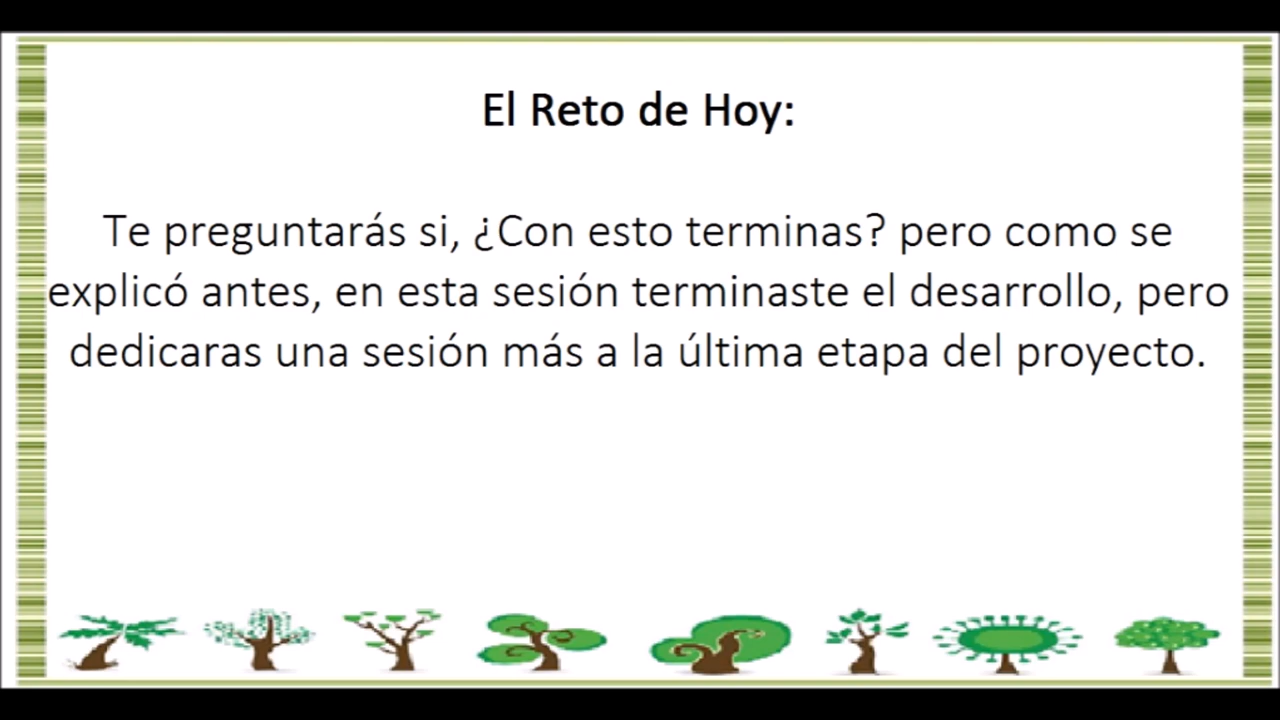 El Reto de Hoy:
Te preguntarás si, ¿Con esto terminas? pero como se
explicó antes, en esta sesión terminaste el desarrollo, pero
dedicaras una sesión más a la última etapa del proyecto.